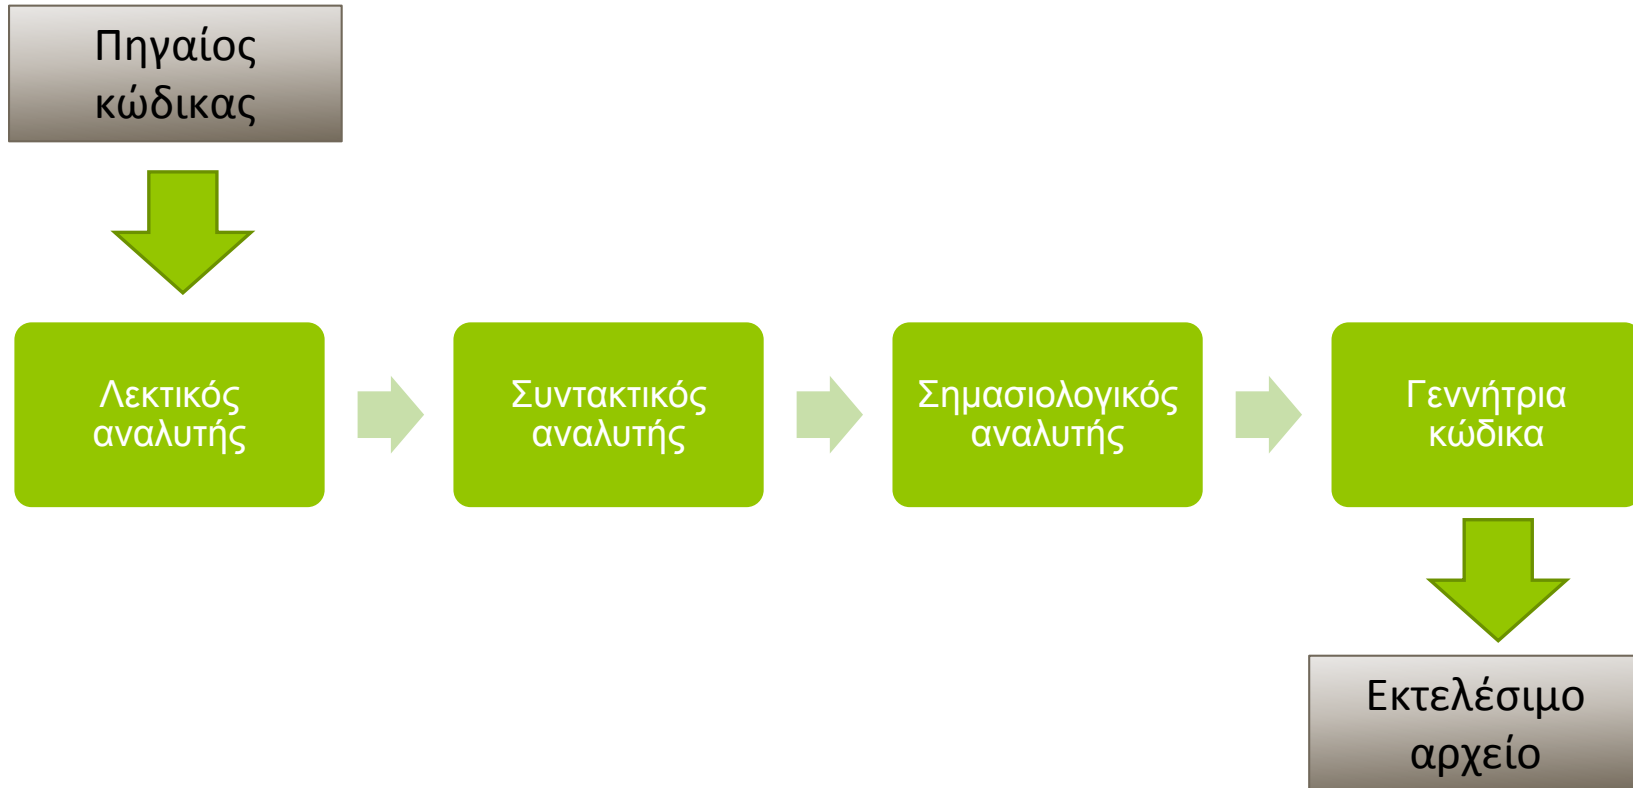 Πηγαίος
κώδικας
Λεκτικός
αναλυτής
Συντακτικός
αναλυτής
Σημασιολογικός
αναλυτής
Γεννήτρια
κώδικα
Εκτελέσιμο
αρχείο